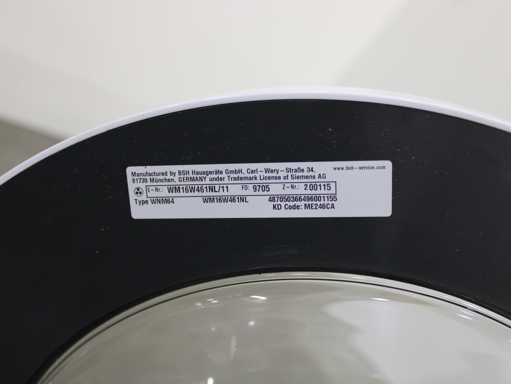 Manufactured by BSH Hausgeräte GmbH, Carl-Wery-Straße 34, www.bsh-service.com
81739 München, GERMANY under Trademark License of Siemens AG
E-Nr. WM16W461NL/11 FD: 9705 Z-Nr. 200115
Type WNM64 WM16W461NL 487050366496001155
KD Code: ME246CA